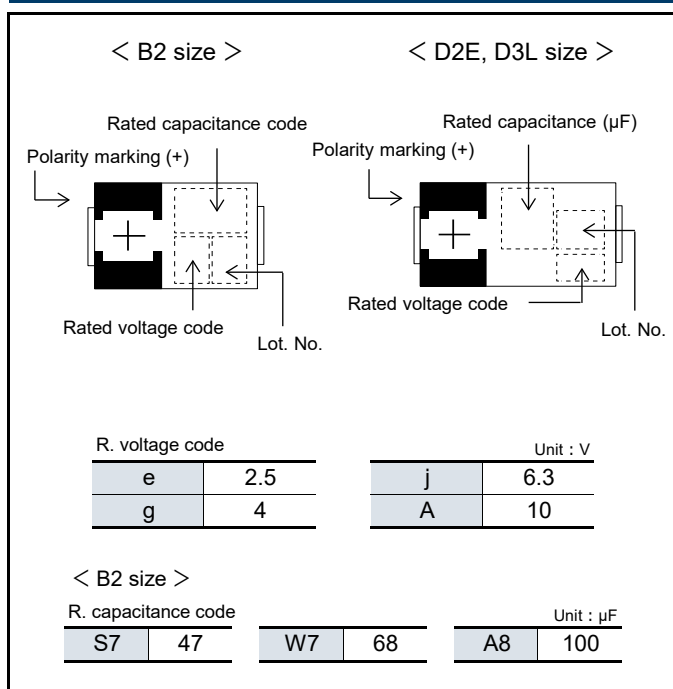 < B2 size >
< D2E, D3L size >
Rated capacitance code
Rated capacitance (µF)
Polarity marking (+)
Polarity marking (+)
Rated voltage code
Rated voltage code
Lot. No.
Lot. No.
R. voltage code
Unit : V
e 2.5 j 6.3
g 4 A 10
< B2 size >
R. capacitance code
Unit : µF
S7 47 W7 68 A8 100